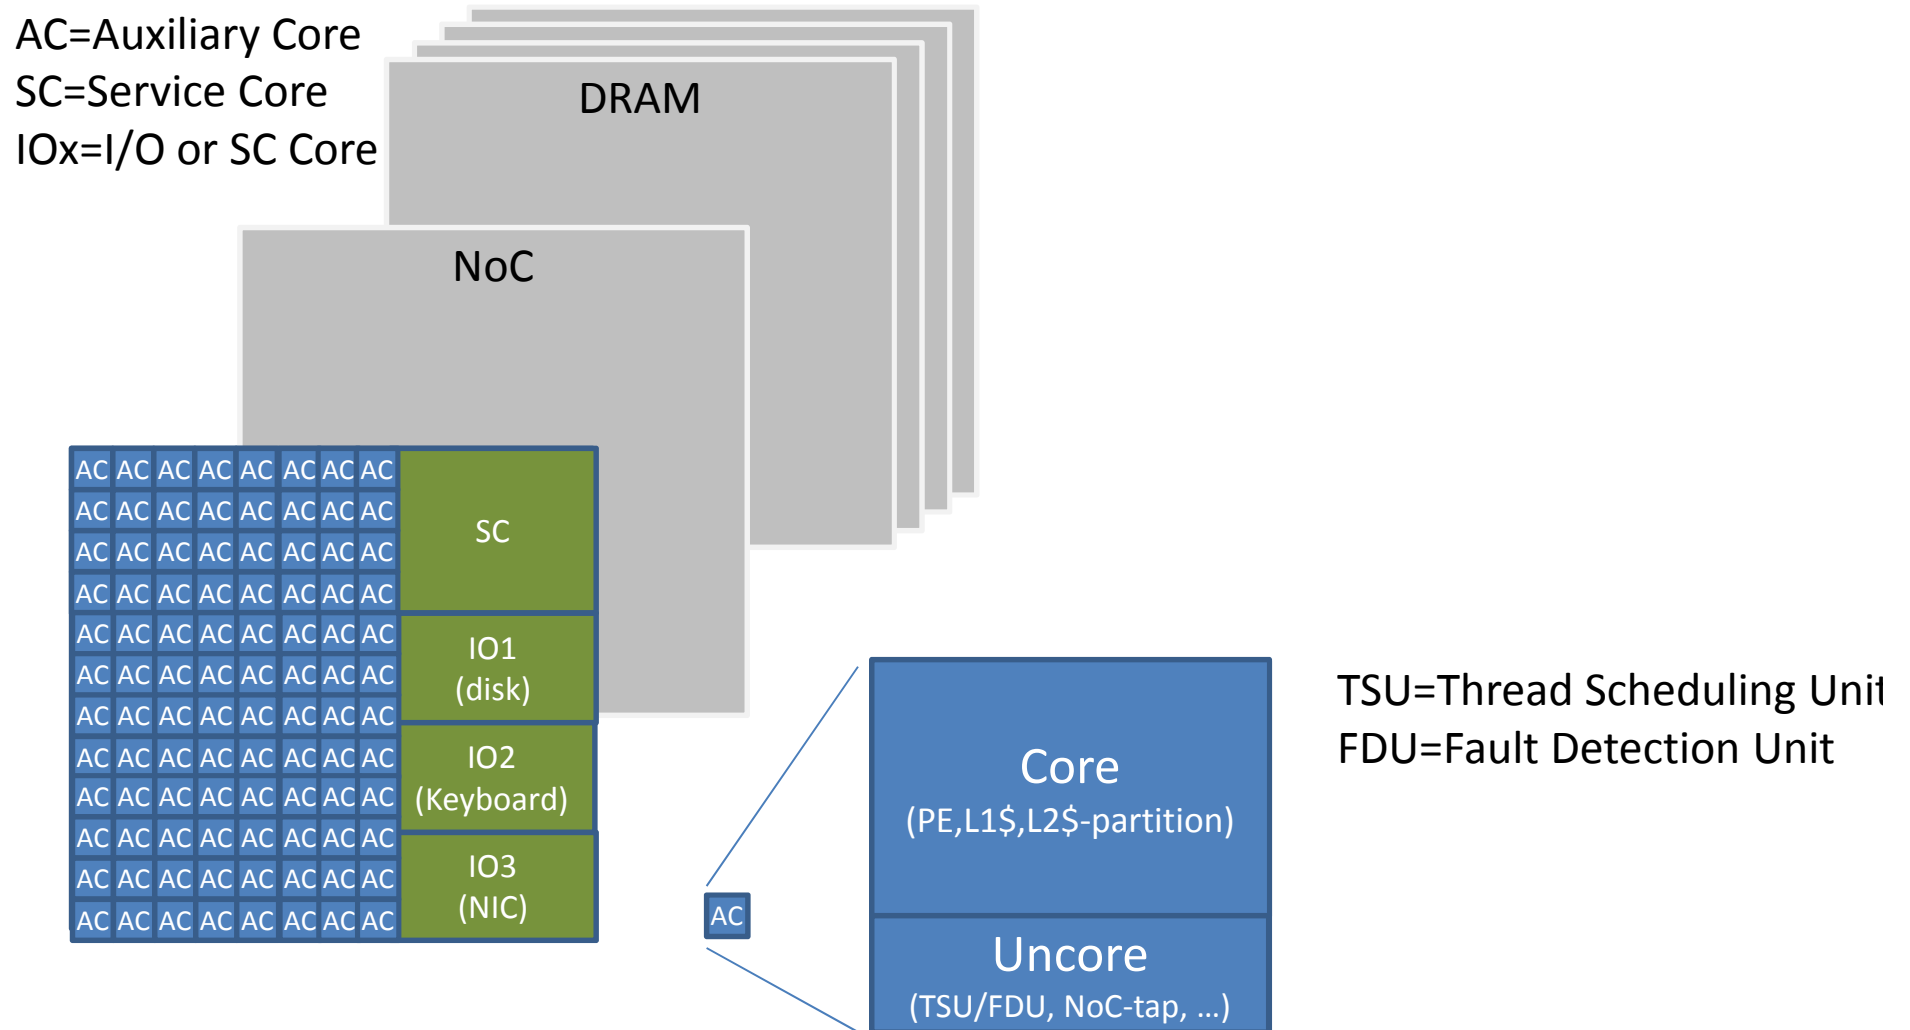 AC=Auxiliary Core
SC=Service Core
IOx=I/O or SC Core
DRAM
NoC
AC AC AC AC AC AC AC AC
AC AC AC AC AC AC AC AC
AC AC AC AC AC AC AC AC
AC AC AC AC AC AC AC AC
AC AC AC AC AC AC AC AC
AC AC AC AC AC AC AC AC
AC AC AC AC AC AC AC AC
AC AC AC AC AC AC AC AC
AC AC AC AC AC AC AC AC
AC AC AC AC AC AC AC AC
AC AC AC AC AC AC AC AC
AC AC AC AC AC AC AC AC
SC
IO1
(disk)
IO2
(Keyboard)
IO3
(NIC)
AC
Core
(PE,L1$,L2$-partition)
Uncore
(TSU/FDU, NoC-tap, …)
TSU=Thread Scheduling Unit
FDU=Fault Detection Unit